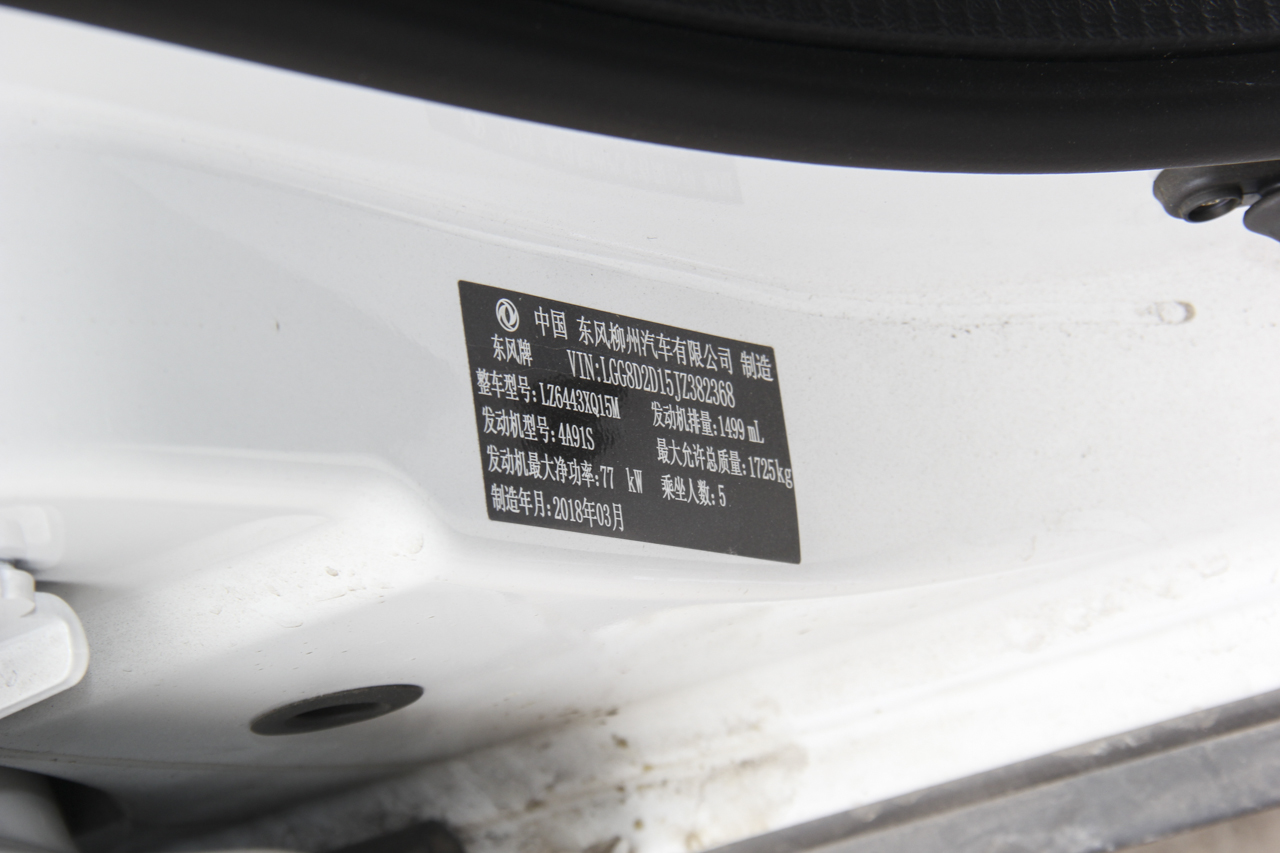 中国 东风柳州汽车有限公司 制造
东风牌 VIN:LGG8D2D15JZ382368
整车型号:LZ6443XQ15M 发动机排量:1499 mL
发动机型号:4A91S 最大允许总质量:1725kg
发动机最大净功率:77 kW 乘坐人数:5
制造年月:2018年03月